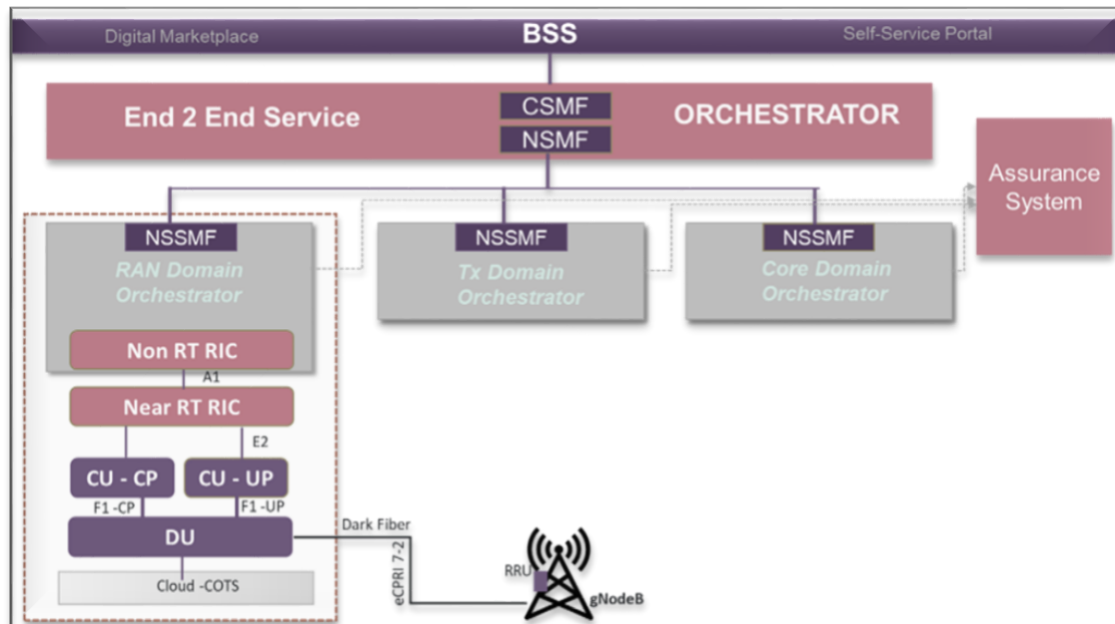 Digital Marketplace
BSS
Self-Service Portal
End 2 End Service
CSMF
ORCHESTRATOR
NSMF
Assurance
System
NSSMF
NSSMF
NSSMF
RAN Domain
Orchestrator
Tx Domain
Orchestrator
Core Domain
Orchestrator
Non RT RIC
A1
Near RT RIC
E2
CU - CP
CU - UP
F1 -CP
F1 -UP
DU
Dark Fiber
eCPRI 7-2
RRU
gNodeB
Cloud -COTS